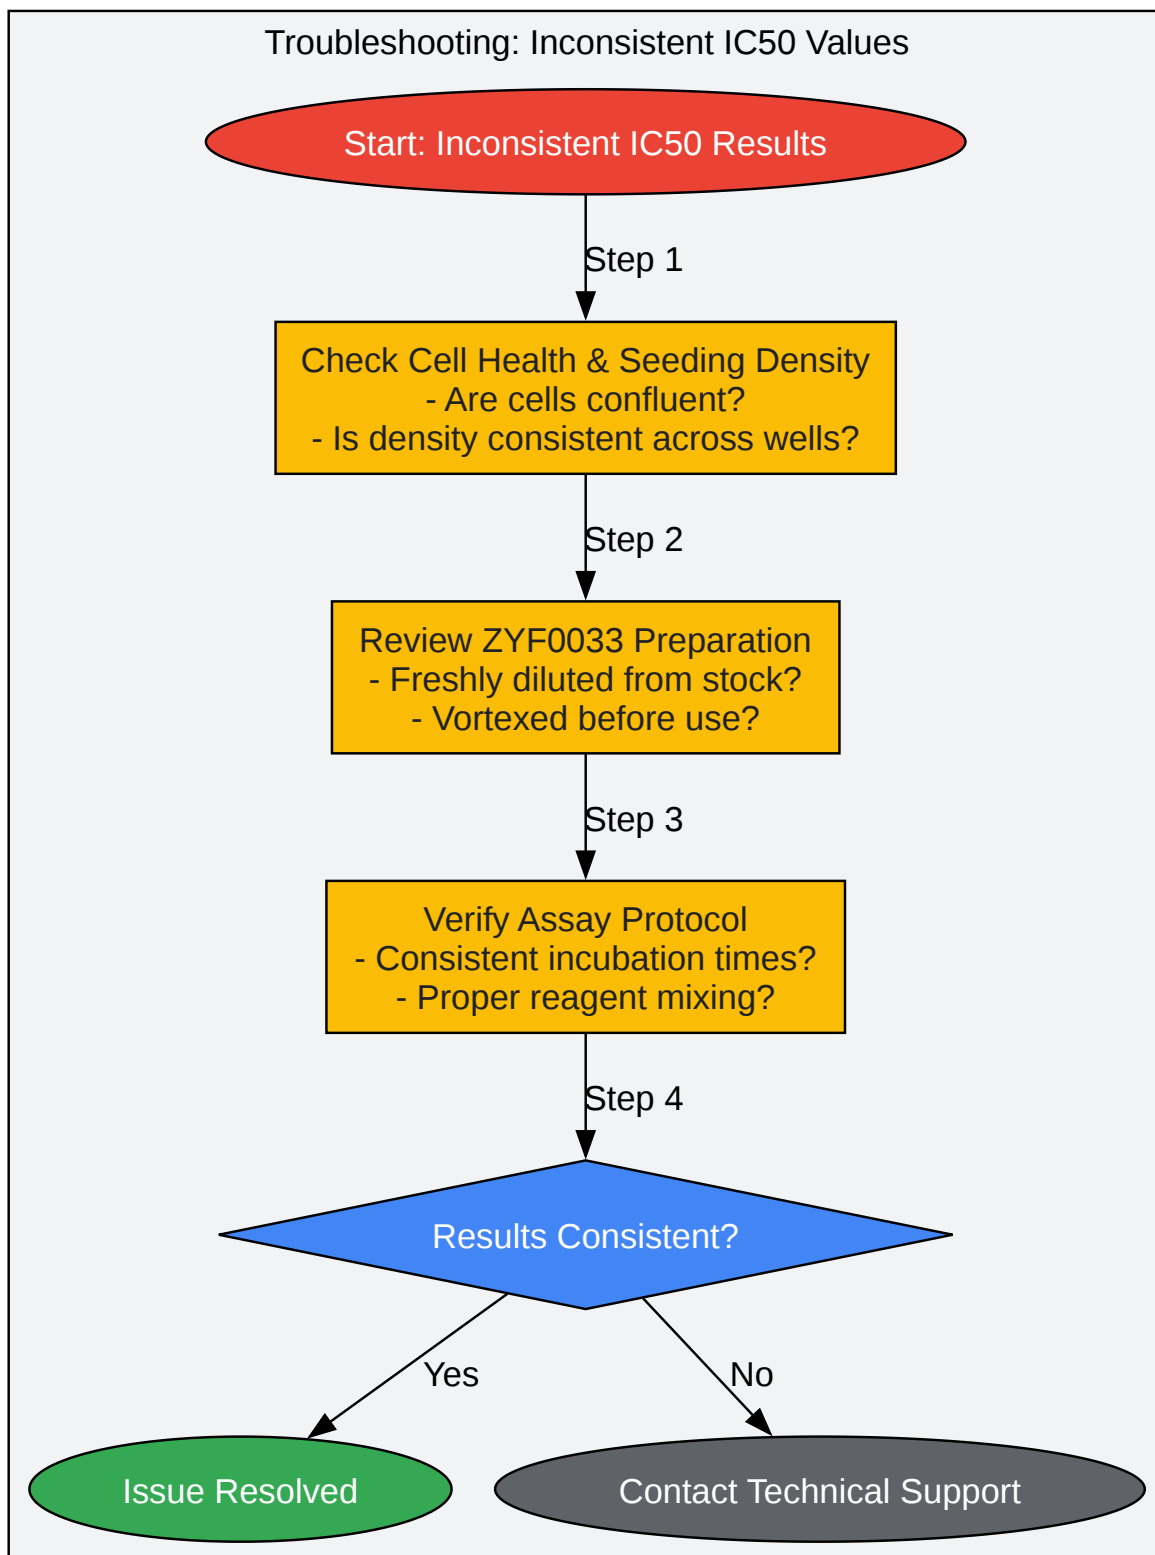 Troubleshooting: Inconsistent IC50 Values
Start: Inconsistent IC50 Results
Step 1
Check Cell Health & Seeding Density
- Are cells confluent?
- Is density consistent across wells?
Step 2
Review ZYF0033 Preparation
- Freshly diluted from stock?
- Vortexed before use?
Step 3
Verify Assay Protocol
- Consistent incubation times?
- Proper reagent mixing?
Step 4
Results Consistent?
Yes
No
Issue Resolved
Contact Technical Support